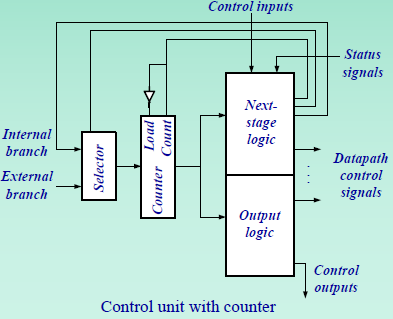 Control inputs
Status
signals
Next-
stage
logic
Internal
branch
External
branch
Selector
Counter
Load
Count
Datapath
control
signals
Output
logic
Control
outputs
Control unit with counter